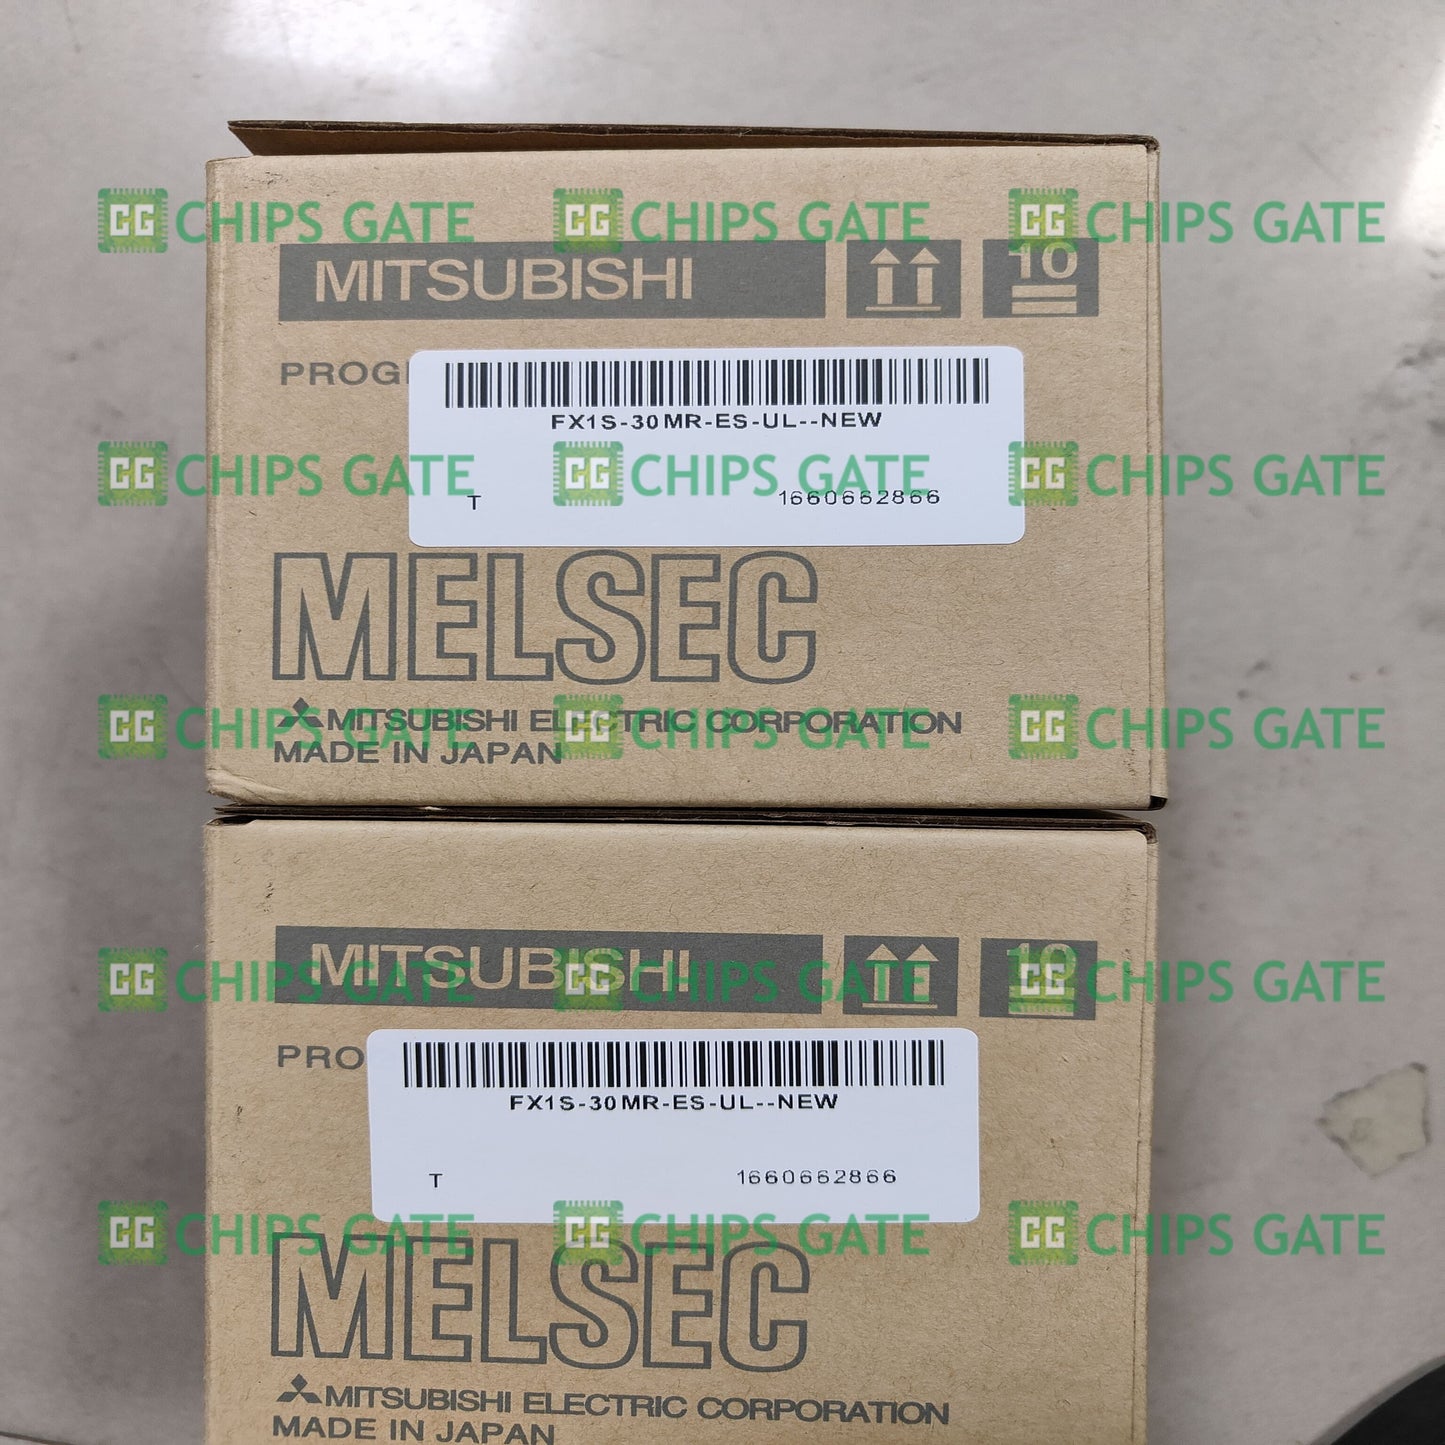 CG CHIPS GATE CG CHIPS GATE CG CHIPS GATE
MITSUBISHI 10
FX1S-30MR-ES-UL--NEW
CG CHIPS GATE CG CHIPS GATE CG CHIPS GATE
T 1660662866
MELSEC
CG CHIPS GATE CG CHIPS GATE CG CHIPS GATE
MITSUBISHI ELECTRIC CORPORATION
MADE IN JAPAN
MITSUBISHI 10
CG CHIPS GATE CG CHIPS GATE CG CHIPS GATE
FX1S-30MR-ES-UL--NEW
T 1660662866
CG CHIPS GATE CG CHIPS GATE CG CHIPS GATE
MELSEC
MITSUBISHI ELECTRIC CORPORATION
MADE IN JAPAN